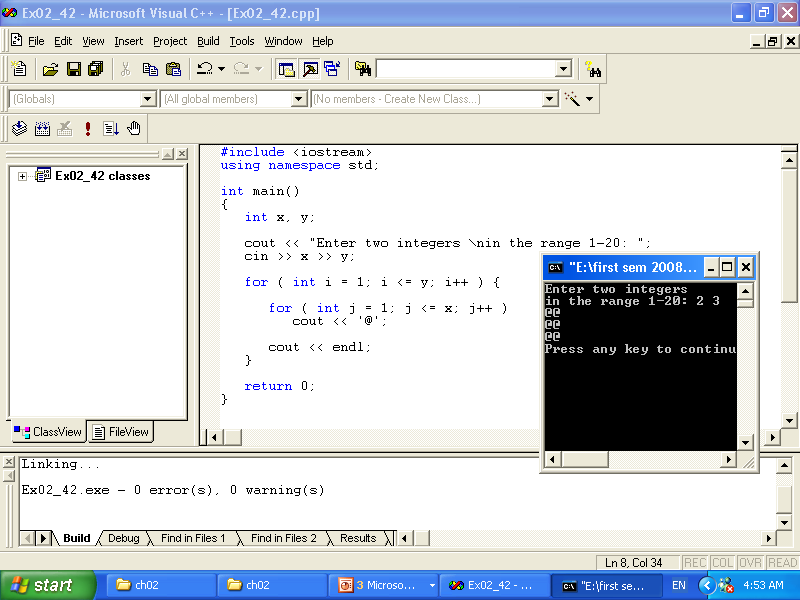 Ex02_42 - Microsoft Visual C++ - [Ex02_42.cpp]
File Edit View Insert Project Build Tools Window Help
(Globals) (All global members) (No members - Create New Class...)
Ex02_42 classes
#include <iostream>
using namespace std;
int main()
{
int x, y;
cout << "Enter two integers \nin the range 1-20: ";
cin >> x >> y;
for ( int i = 1; i <= y; i++ ) {
for ( int j = 1; j <= x; j++ )
cout << '@';
cout << endl;
}
return 0;
}
"E:\first sem 2008...
Enter two integers
in the range 1-20: 2 3
@@
@@
@@
Press any key to continu
ClassView FileView
Linking...
Ex02_42.exe - 0 error(s), 0 warning(s)
Build Debug Find in Files 1 Find in Files 2 Results
Ln 8, Col 34 REC COL OVR READ
start ch02 ch02 3 Microso... Ex02_42 - ... "E:\first se... EN 4:53 AM